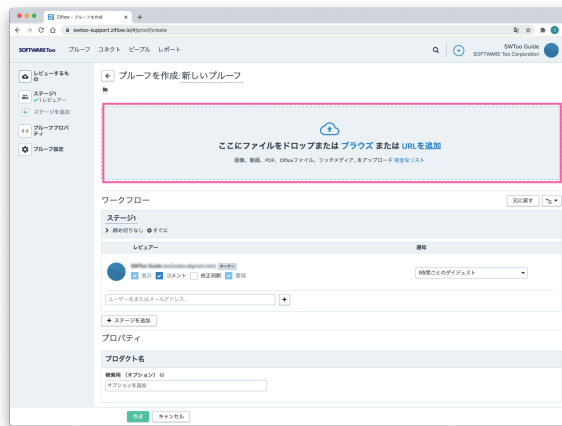 Ziflow - プルーフを作成
swtoo-support.ziflow.io/#/proof/create
SOFTWARE Too プルーフ コネクト ピープル レポート
SWToo Guide
SOFTWARE Too Corporation
レビューするも
の
ステージ1
1レビュアー
ステージを追加
プルーフプロパ
ティ
プルーフ設定
プルーフを作成: 新しいプルーフ
ここにファイルをドロップまたは ブラウズ または URLを追加
画像、動画、PDF、Officeファイル、リッチメディア...をアップロード 完全なリスト
ワークフロー
元に戻す
ステージ1
締め切りなし すぐに
レビュアー 通知
SWToo Guide オーナー
表示 コメント 校正判断 管理
6時間ごとのダイジェスト
ユーザー名またはメールアドレス...
ステージを追加
プロパティ
プロダクト名
検索用 (オプション)
オプションを追加
作成 キャンセル